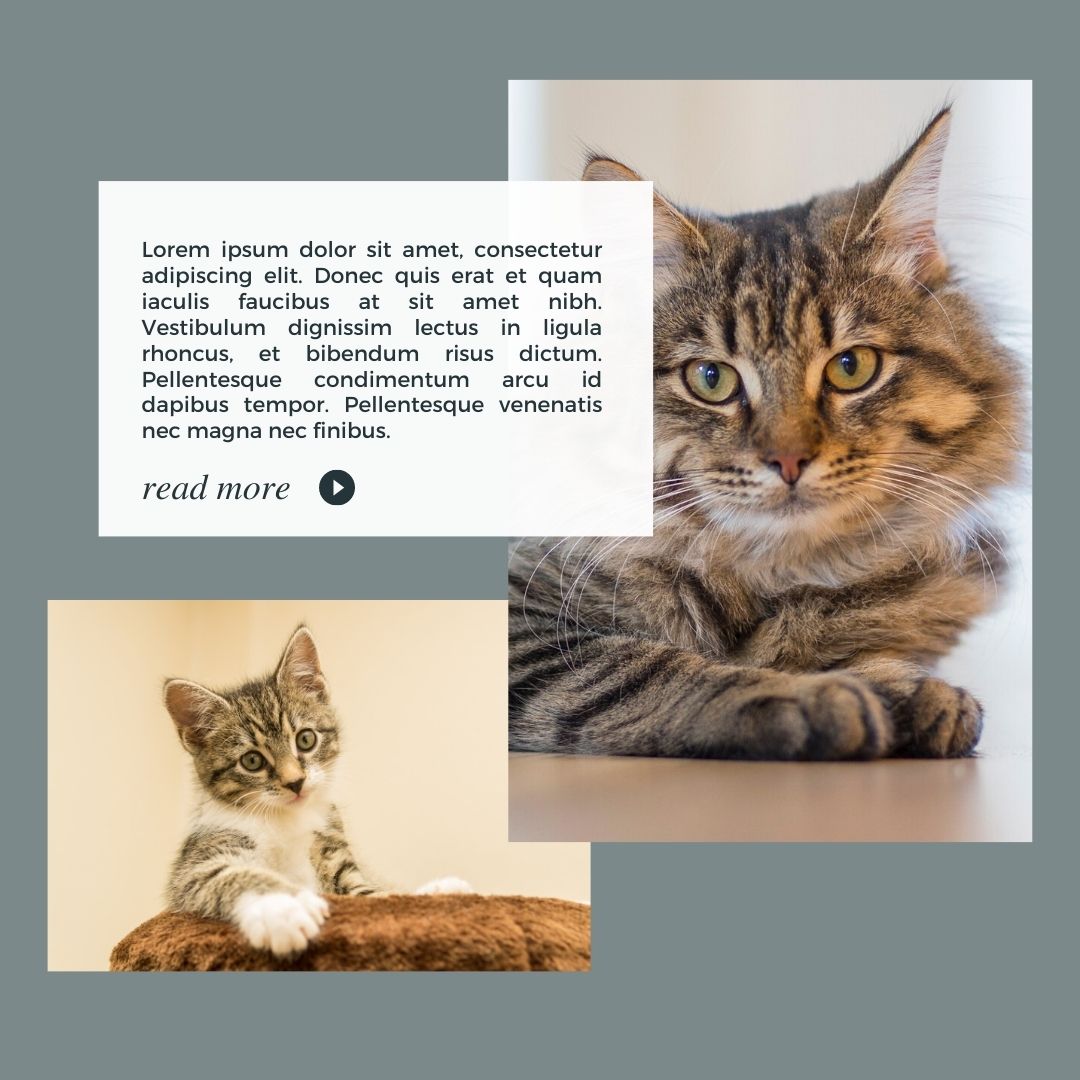 Lorem ipsum dolor sit amet, consectetur
adipiscing elit. Donec quis erat et quam
iaculis faucibus at sit amet nibh.
Vestibulum dignissim lectus in ligula
rhoncus, et bibendum risus dictum.
Pellentesque condimentum arcu id
dapibus tempor. Pellentesque venenatis
nec magna nec finibus.
read more